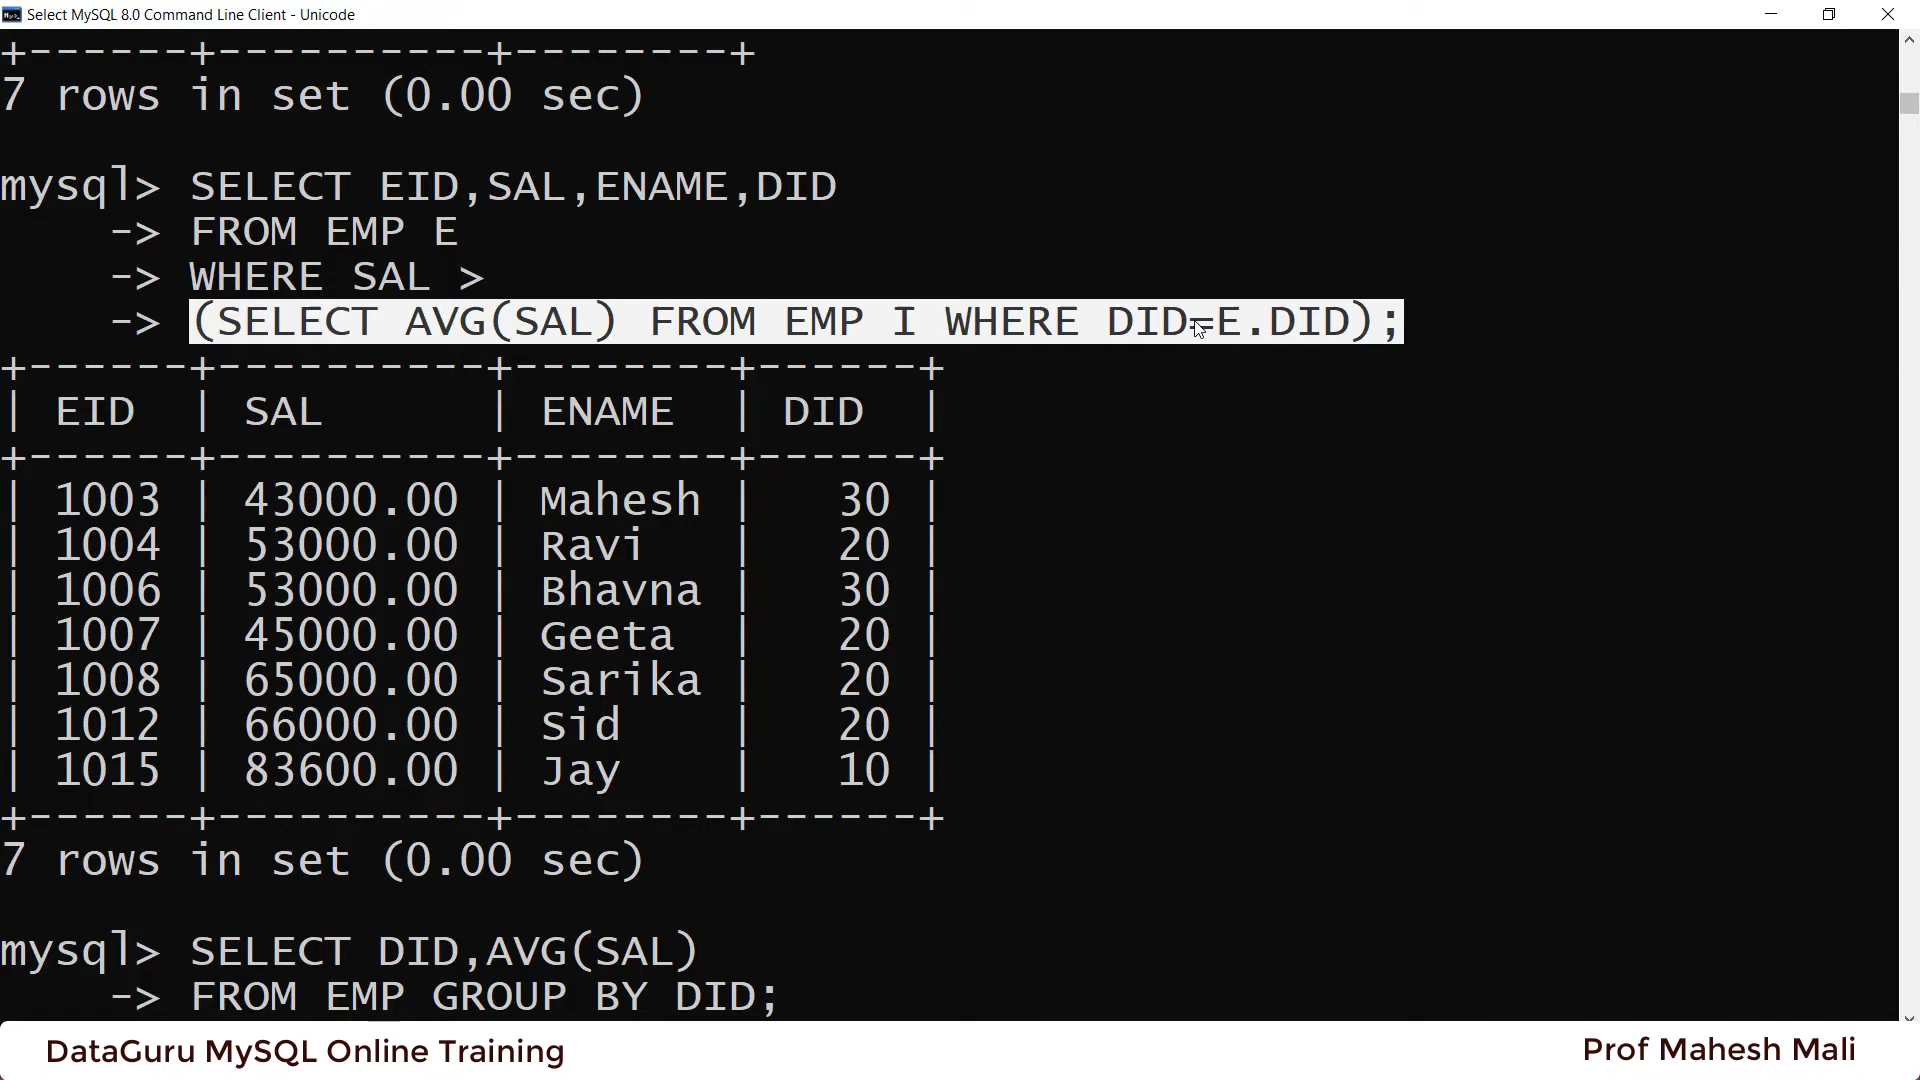 Select MySQL 8.0 Command Line Client - Unicode
+------+----------+--------+
7 rows in set (0.00 sec)
mysql> SELECT EID,SAL,ENAME,DID
    -> FROM EMP E
    -> WHERE SAL >
    -> (SELECT AVG(SAL) FROM EMP I WHERE DID=E.DID);
+------+----------+--------+------+
| EID  | SAL      | ENAME  | DID  |
+------+----------+--------+------+
| 1003 | 43000.00 | Mahesh |   30 |
| 1004 | 53000.00 | Ravi   |   20 |
| 1006 | 53000.00 | Bhavna |   30 |
| 1007 | 45000.00 | Geeta  |   20 |
| 1008 | 65000.00 | Sarika |   20 |
| 1012 | 66000.00 | Sid    |   20 |
| 1015 | 83600.00 | Jay    |   10 |
+------+----------+--------+------+
7 rows in set (0.00 sec)
mysql> SELECT DID,AVG(SAL)
    -> FROM EMP GROUP BY DID;
DataGuru MySQL Online Training
Prof Mahesh Mali